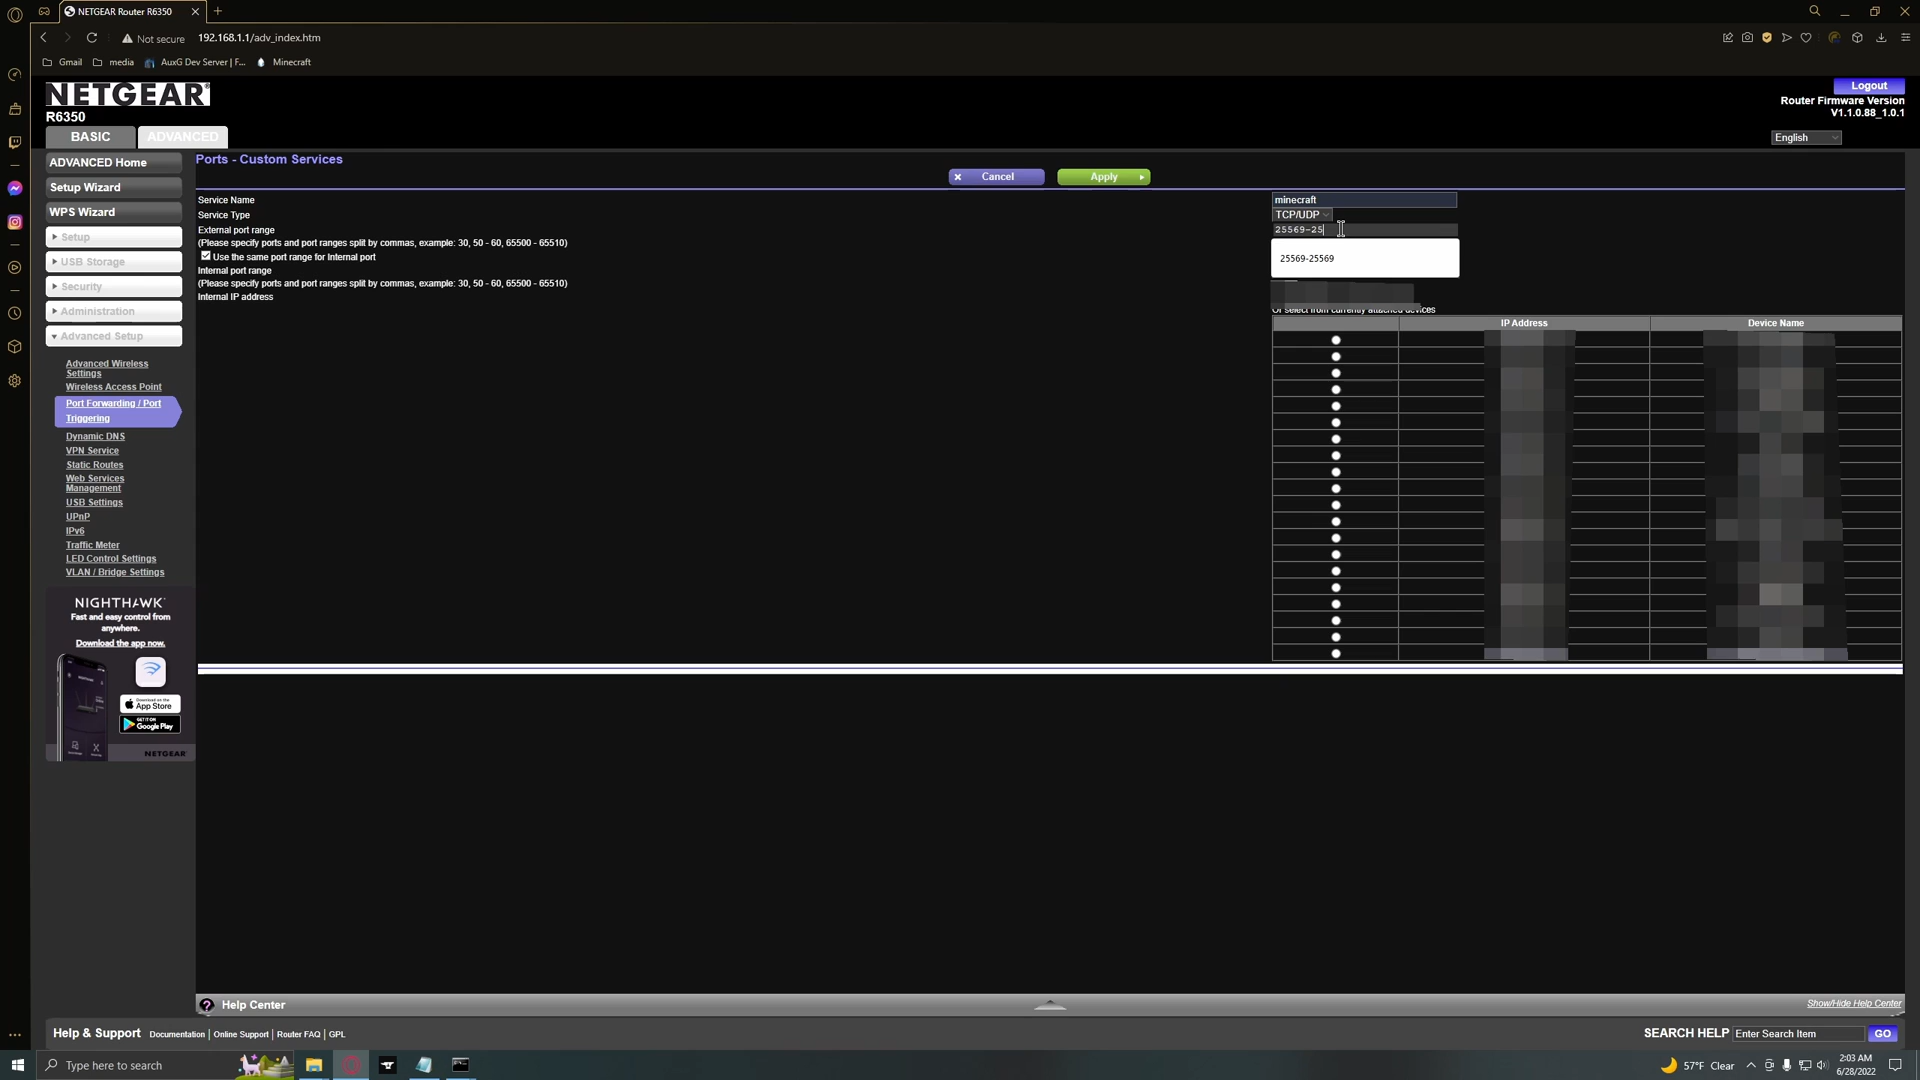 NETGEAR Router R6350
Not secure
192.168.1.1/adv_index.htm
Gmail
media
AuxG Dev Server | F...
Minecraft
NETGEAR®
R6350
Logout
Router Firmware Version
V1.1.0.88_1.0.1
BASIC
ADVANCED
English
ADVANCED Home
Setup Wizard
WPS Wizard
Setup
USB Storage
Security
Administration
Advanced Setup
Advanced Wireless
Settings
Wireless Access Point
Port Forwarding / Port
Triggering
Dynamic DNS
VPN Service
Static Routes
Web Services
Management
USB Settings
UPnP
IPv6
Traffic Meter
LED Control Settings
VLAN / Bridge Settings
NIGHTHAWK
Fast and easy control from
anywhere.
Download the app now.
Download on the
App Store
GET IT ON
Google Play
NETGEAR
Ports - Custom Services
Cancel
Apply
Service Name
minecraft
Service Type
TCP/UDP
External port range
25569-25
(Please specify ports and port ranges split by commas, example: 30, 50 - 60, 65500 - 65510)
25569-25569
Use the same port range for Internal port
Internal port range
(Please specify ports and port ranges split by commas, example: 30, 50 - 60, 65500 - 65510)
Internal IP address
Or select from currently attached devices
IP Address
Device Name
Help Center
Show/Hide Help Center
Help & Support
Documentation | Online Support | Router FAQ | GPL
SEARCH HELP
Enter Search Item
GO
Type here to search
57°F Clear
2:03 AM
6/28/2022